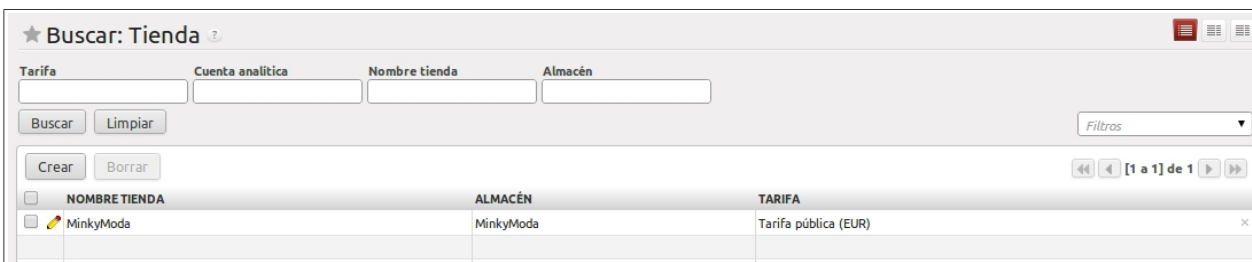 Buscar: Tienda ?
Tarifa Cuenta analítica Nombre tienda Almacén
Buscar Limpiar
Filtros
Crear Borrar
[1 a 1] de 1
NOMBRE TIENDA ALMACÉN TARIFA
MinkyModa MinkyModa Tarifa pública (EUR)